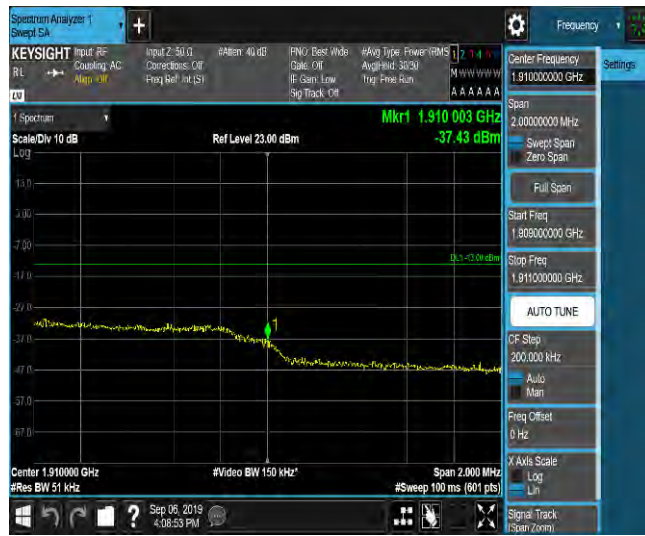 Spectrum Analyzer 1
Swept SA
Frequency
KEYSIGHT Input: RF
RL Coupling: AC
Align: Off
Input Z: 50 Ω
Corrections: Off
Freq Ref: Int (S)
#Atten: 40 dB
PNO: Best Wide
Gate: Off
IF Gain: Low
Sig Track: Off
#Avg Type: Power (RMS
Avg|Hold: 30/30
Trig: Free Run
M W W W W W
A A A A A A
LV
1 Spectrum
Scale/Div 10 dB
Ref Level 23.00 dBm
Mkr1 1.910 003 GHz
-37.43 dBm
Log
13.0
3.00
-7.00
DL1 -13.00 dBm
-17.0
-27.0
1
-37.0
-47.0
-57.0
-67.0
Center 1.910000 GHz
#Video BW 150 kHz*
Span 2.000 MHz
#Res BW 51 kHz
#Sweep 100 ms (601 pts)
Sep 06, 2019
4:08:53 PM
Center Frequency
1.910000000 GHz
Settings
Span
2.00000000 MHz
Swept Span
Zero Span
Full Span
Start Freq
1.909000000 GHz
Stop Freq
1.911000000 GHz
AUTO TUNE
CF Step
200.000 kHz
Auto
Man
Freq Offset
0 Hz
X Axis Scale
Log
Lin
Signal Track
(Span Zoom)